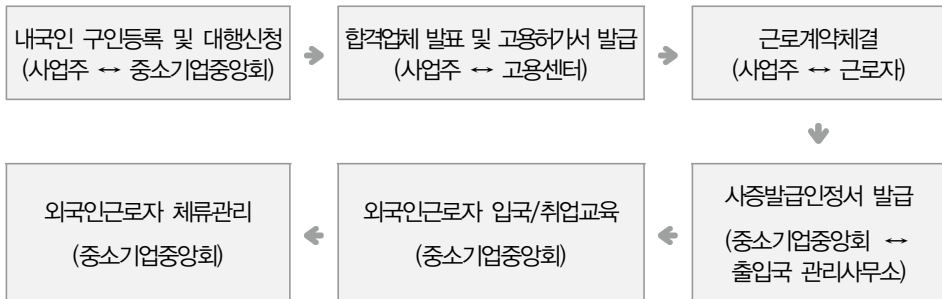 내국인 구인등록 및 대행신청
(사업주 ↔ 중소기업중앙회)
합격업체 발표 및 고용허가서 발급
(사업주 ↔ 고용센터)
근로계약체결
(사업주 ↔ 근로자)
사증발급인정서 발급
(중소기업중앙회 ↔
출입국 관리사무소)
외국인근로자 입국/취업교육
(중소기업중앙회)
외국인근로자 체류관리
(중소기업중앙회)